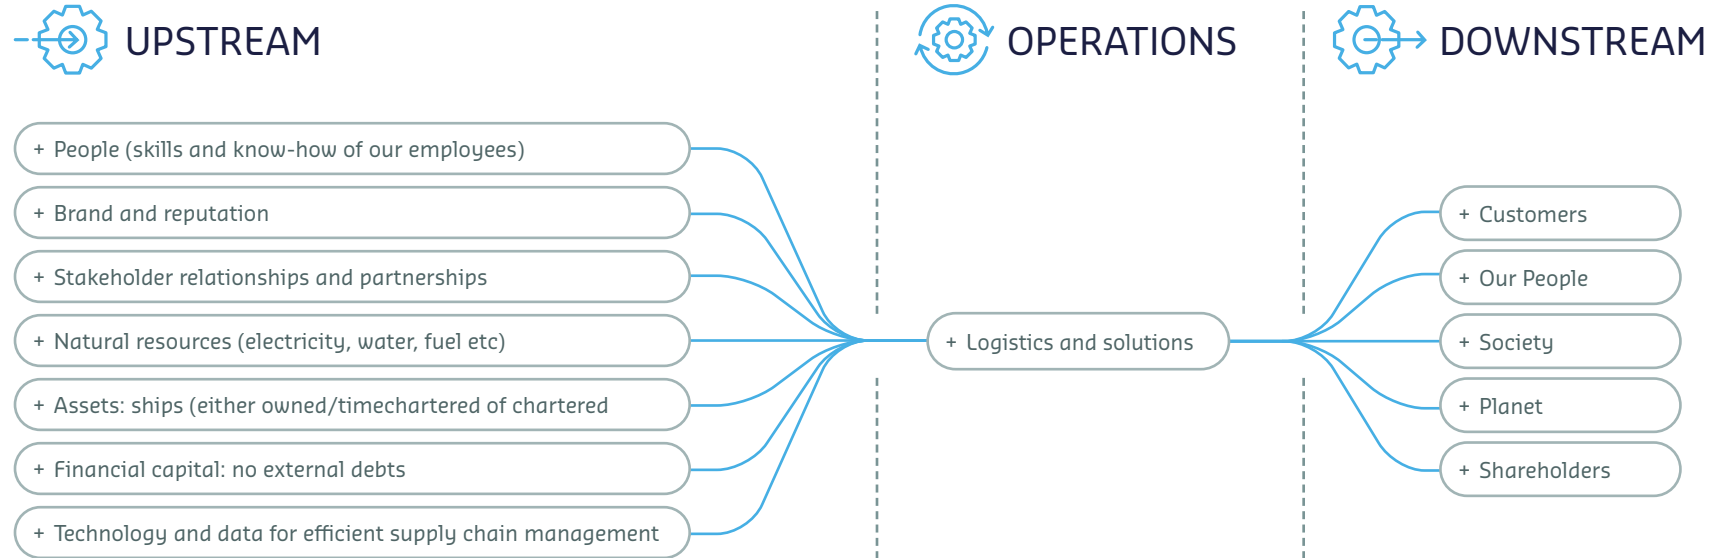 UPSTREAM
+ People (skills and know-how of our employees)
+ Brand and reputation
+ Stakeholder relationships and partnerships
+ Natural resources (electricity, water, fuel etc)
+ Assets: ships (either owned/timechartered of chartered
+ Financial capital: no external debts
+ Technology and data for efficient supply chain management
OPERATIONS
+ Logistics and solutions
DOWNSTREAM
+ Customers
+ Our People
+ Society
+ Planet
+ Shareholders